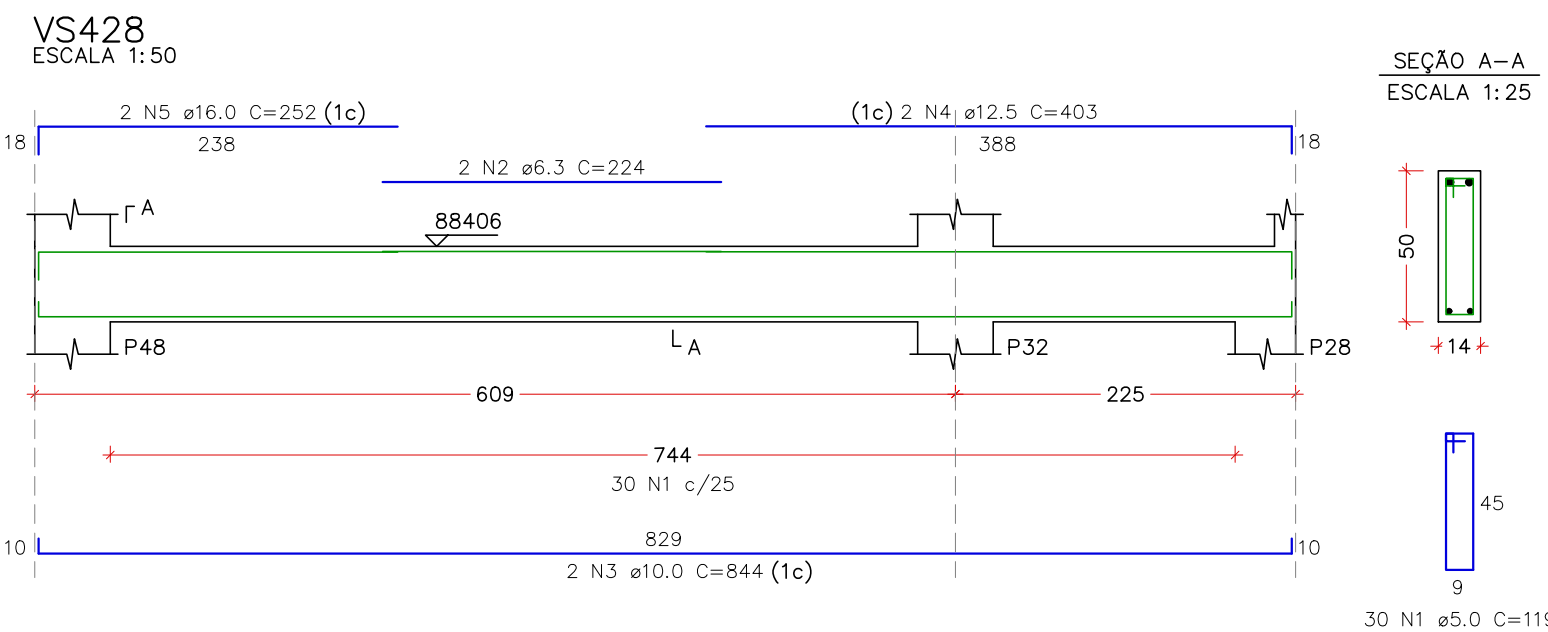 VS428
ESCALA 1:50
SEÇÃO A-A
ESCALA 1:25
2 N5 ø16.0 C=252 (1c)
(1c) 2 N4 ø12.5 C=403
18
238
388
18
2 N2 ø6.3 C=224
A
88406
50
P48
A
P32
P28
14
609
225
744
30 N1 c/25
45
829
10
10
2 N3 ø10.0 C=844 (1c)
9
30 N1 ø5.0 C=119